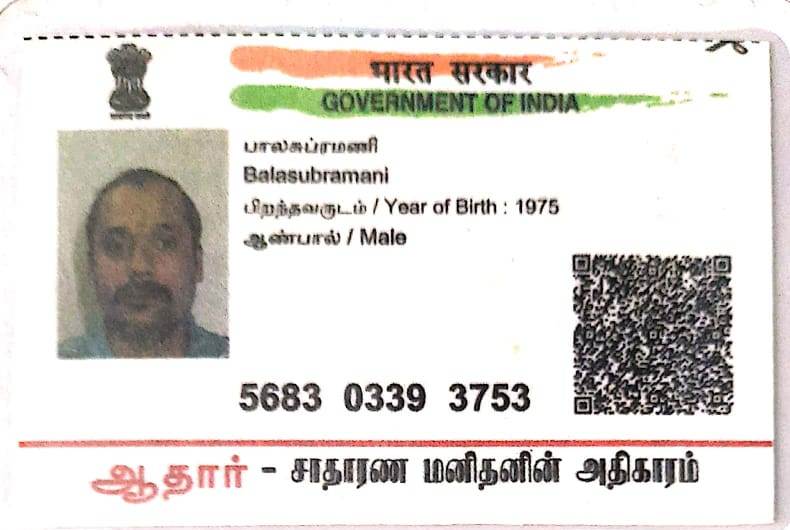 भारत सरकार
GOVERNMENT OF INDIA
பாலசுப்ரமணி
Balasubramani
பிறந்தவருடம் / Year of Birth : 1975
ஆண்பால் / Male
5683 0339 3753
ஆதார் - சாதாரண மனிதனின் அதிகாரம்